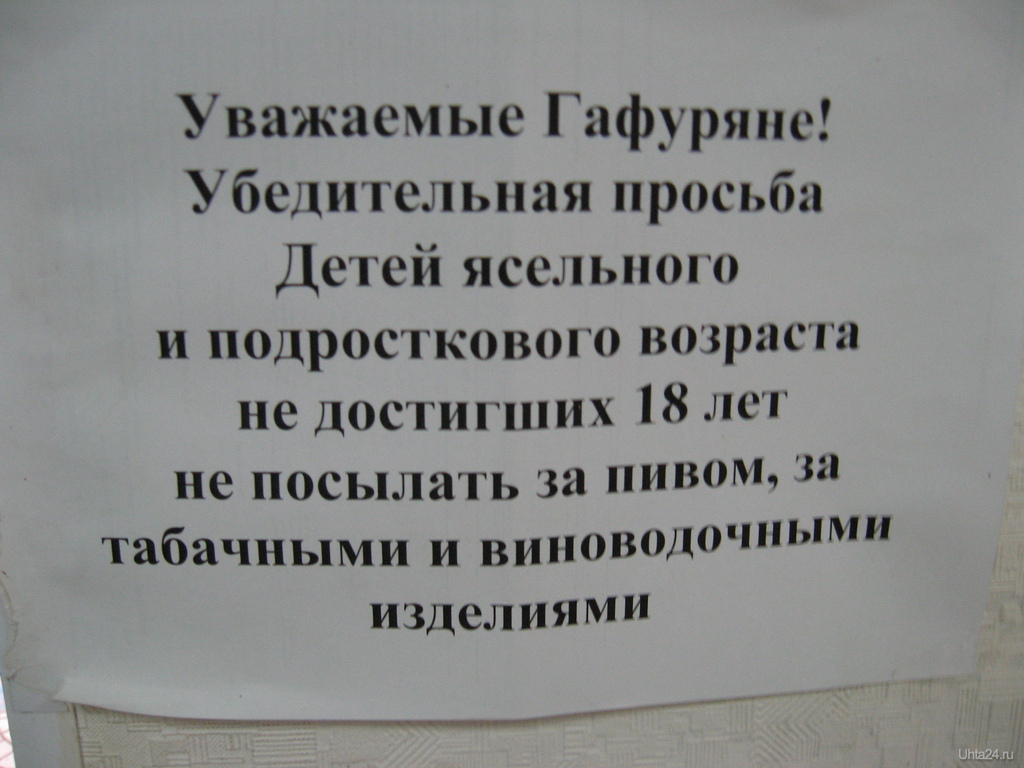 Уважаемые Гафуряне!
Убедительная просьба
Детей ясельного
и подросткового возраста
не достигших 18 лет
не посылать за пивом, за
табачными и виноводочными
изделиями
Uhta24.ru